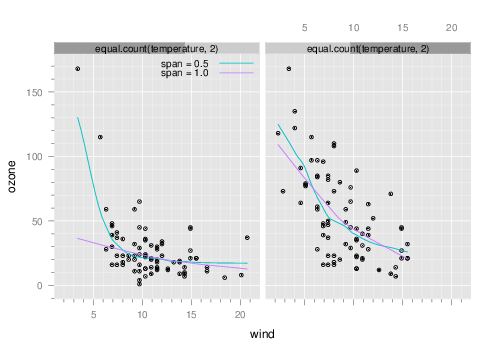 5 10 15 20
equal.count(temperature, 2) equal.count(temperature, 2)
span = 0.5
span = 1.0
150
100
50
0
ozone
5 10 15 20
wind